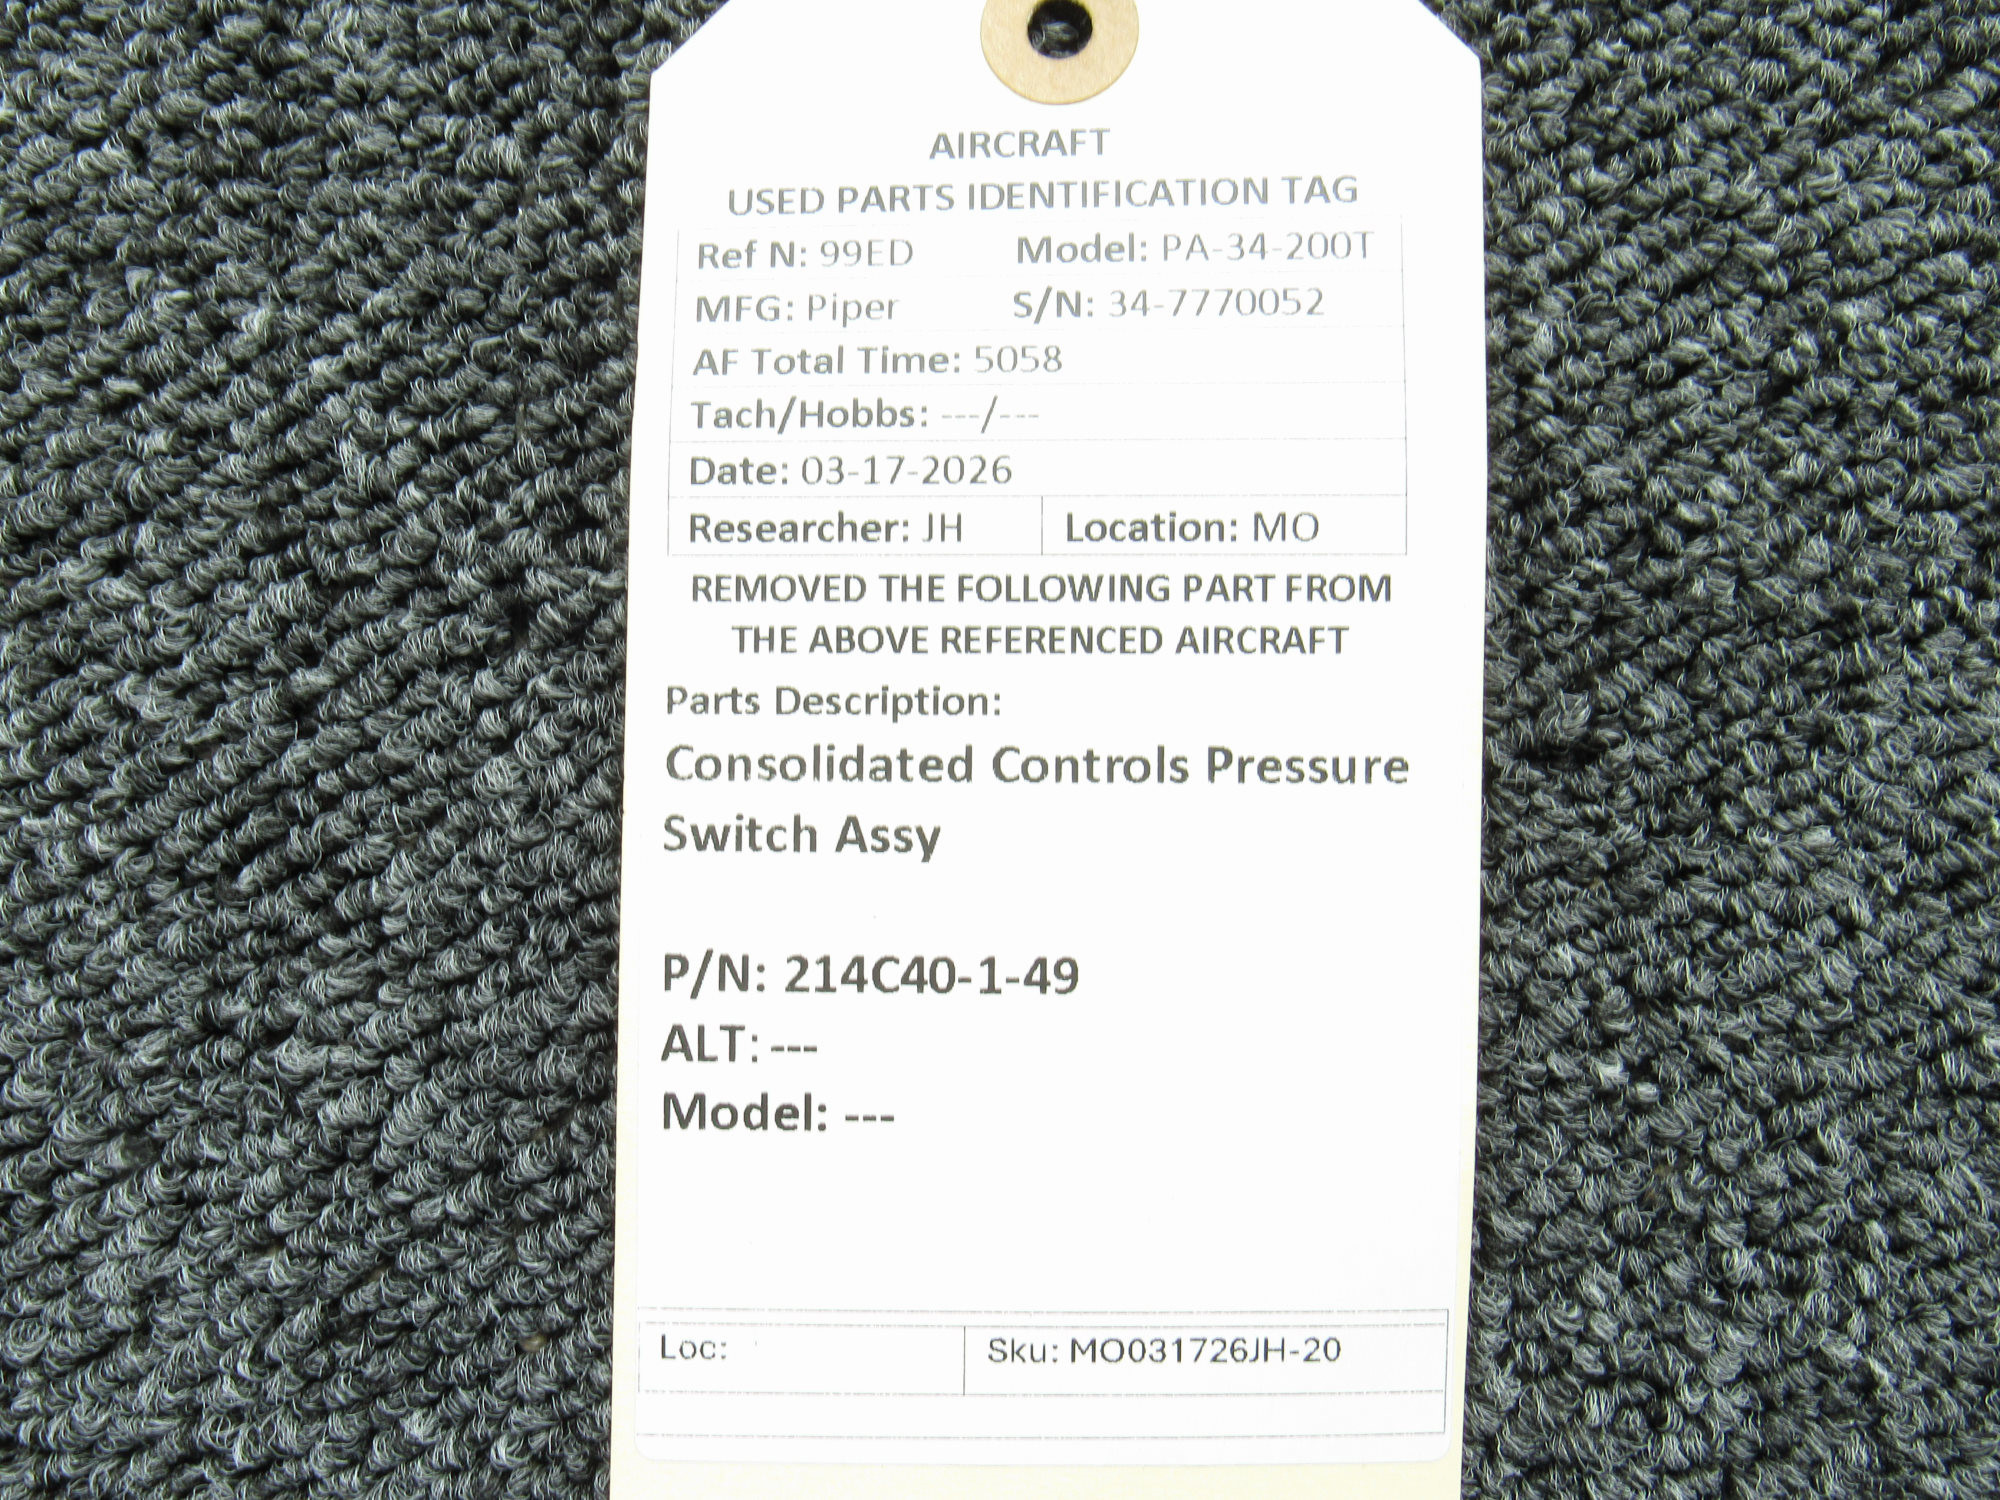 AIRCRAFT
USED PARTS IDENTIFICATION TAG
Ref N: 99ED Model: PA-34-200T
MFG: Piper S/N: 34-7770052
AF Total Time: 5058
Tach/Hobbs: ---/---
Date: 03-17-2026
Researcher: JH Location: MO
REMOVED THE FOLLOWING PART FROM
THE ABOVE REFERENCED AIRCRAFT
Parts Description:
Consolidated Controls Pressure
Switch Assy
P/N: 214C40-1-49
ALT: ---
Model: ---
Loc: Sku: MO031726JH-20